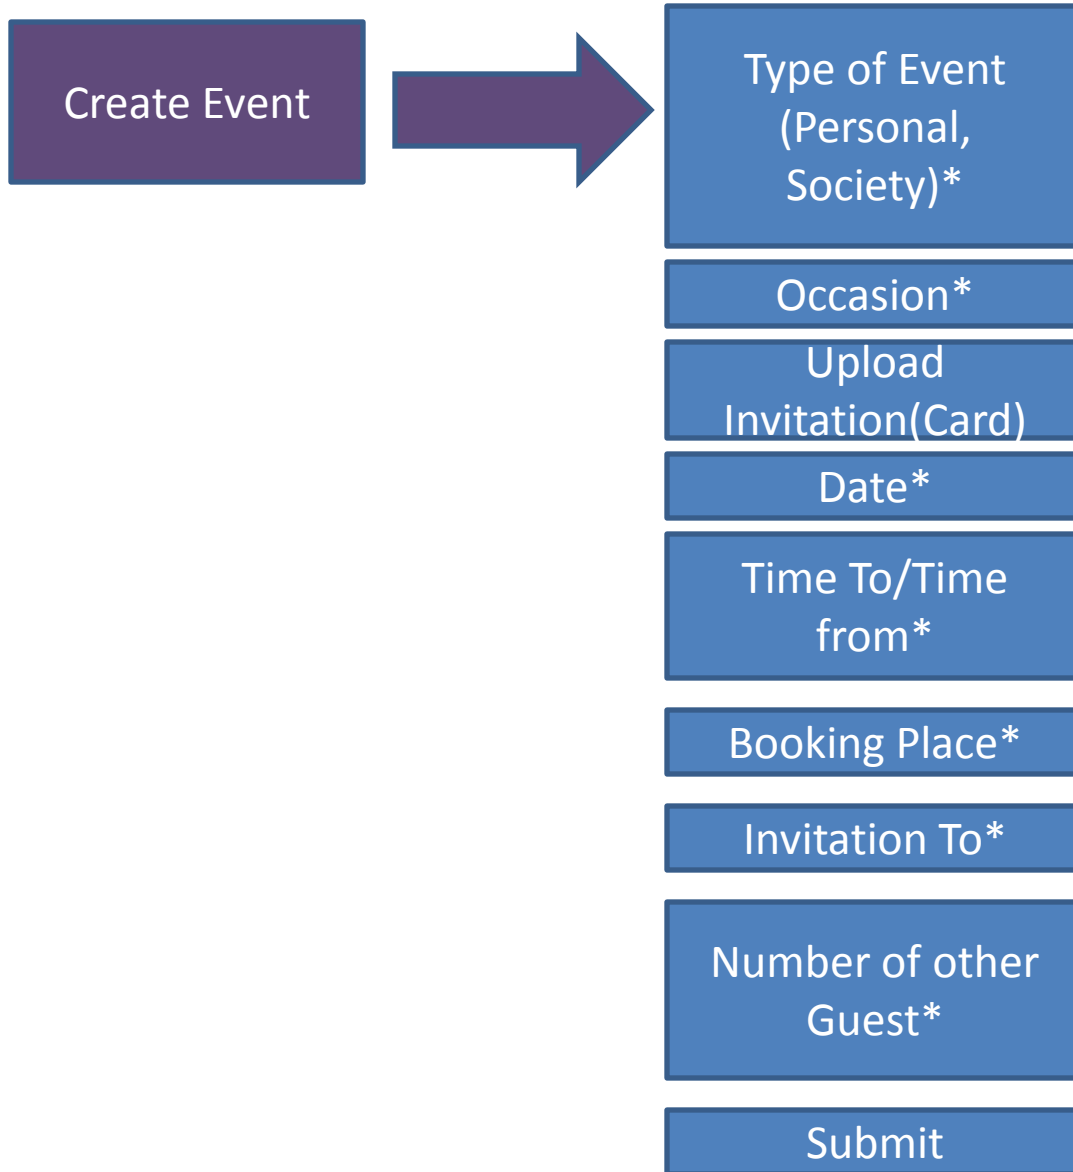 Create Event
Type of Event
(Personal,
Society)*
Occasion*
Upload
Invitation(Card)
Date*
Time To/Time
from*
Booking Place*
Invitation To*
Number of other
Guest*
Submit